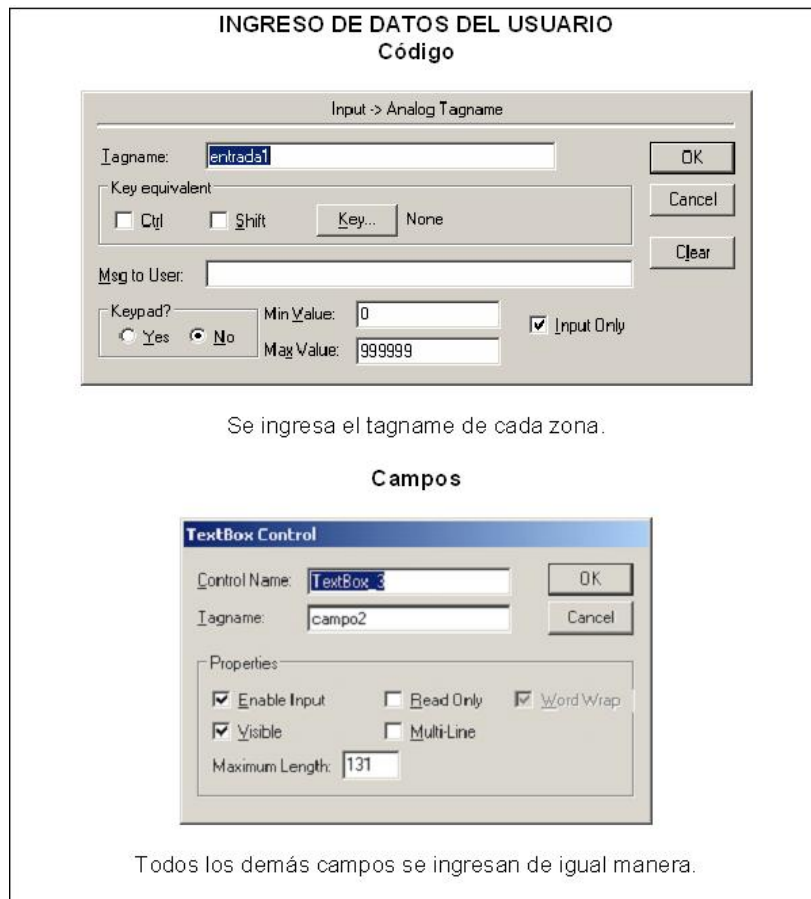 INGRESO DE DATOS DEL USUARIO
Código
Input -> Analog Tagname
Tagname: entrada1 OK
Key equivalent
Ctrl Shift Key... None Cancel
Clear
Msg to User:
Keypad? Min Value: 0
Yes No Input Only
Max Value: 999999
Se ingresa el tagname de cada zona.
Campos
TextBox Control
Control Name: TextBox_3 OK
Tagname: campo2 Cancel
Properties
Enable Input Read Only Word Wrap
Visible Multi-Line
Maximum Length: 131
Todos los demás campos se ingresan de igual manera.